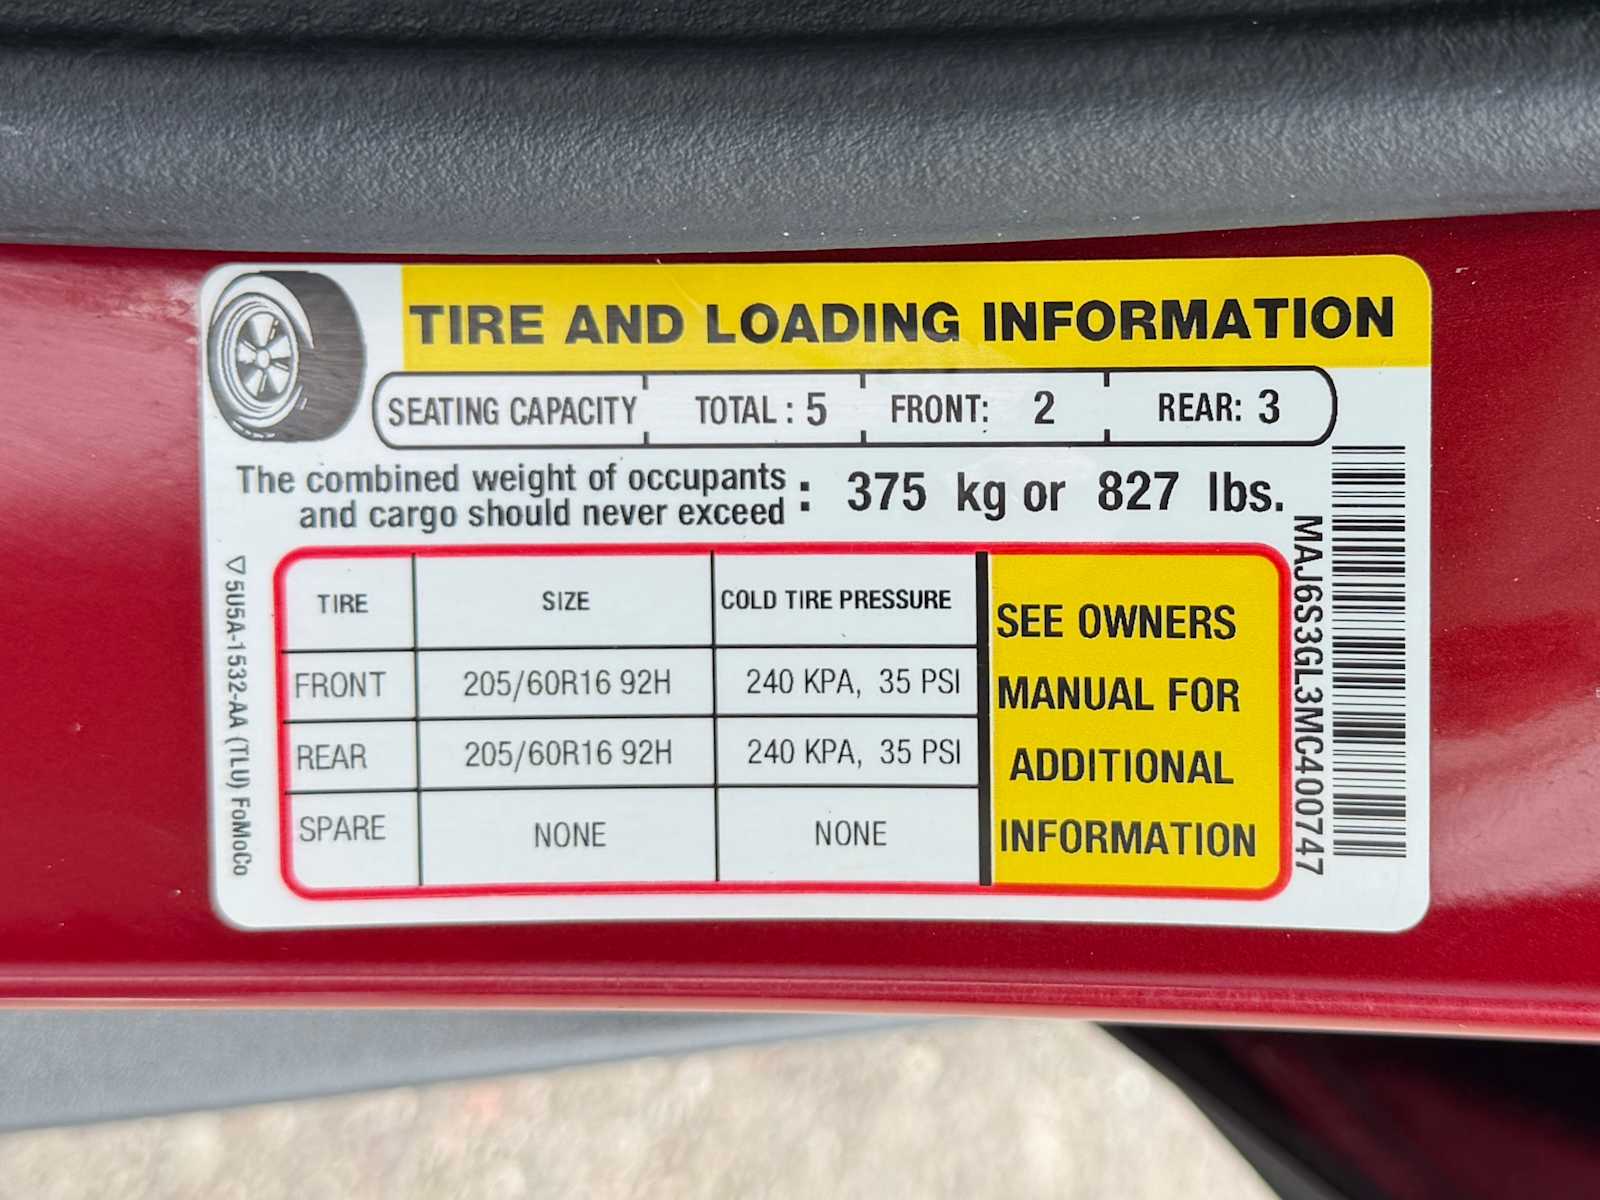 TIRE AND LOADING INFORMATION
SEATING CAPACITY TOTAL : 5 FRONT: 2 REAR: 3
The combined weight of occupants
and cargo should never exceed : 375 kg or 827 lbs.
TIRE SIZE COLD TIRE PRESSURE
FRONT 205/60R16 92H 240 KPA, 35 PSI
REAR 205/60R16 92H 240 KPA, 35 PSI
SPARE NONE NONE
SEE OWNERS
MANUAL FOR
ADDITIONAL
INFORMATION
5U5A-1532-AA (TLU) FoMoCo
MAJ6S3GL3MC400747